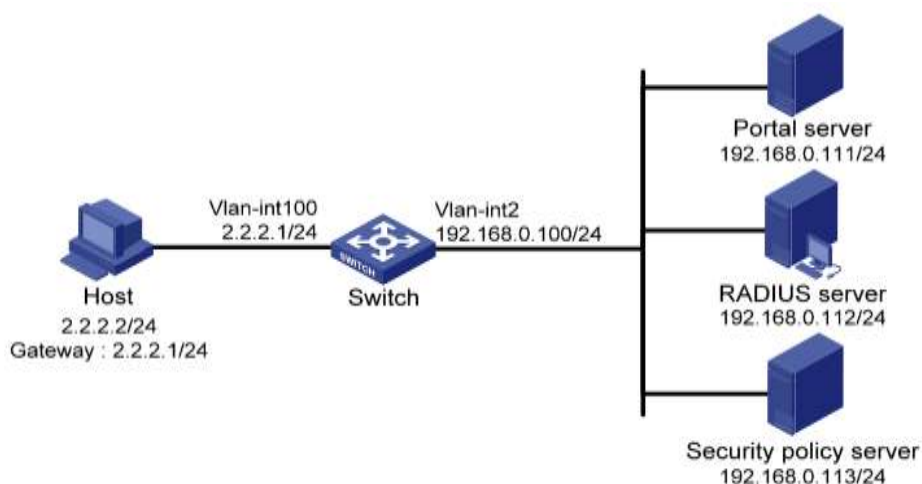 Portal server
192.168.0.111/24
Vlan-int100
2.2.2.1/24
Vlan-int2
192.168.0.100/24
SWITCH
Host
2.2.2.2/24
Gateway : 2.2.2.1/24
Switch
RADIUS server
192.168.0.112/24
Security policy server
192.168.0.113/24